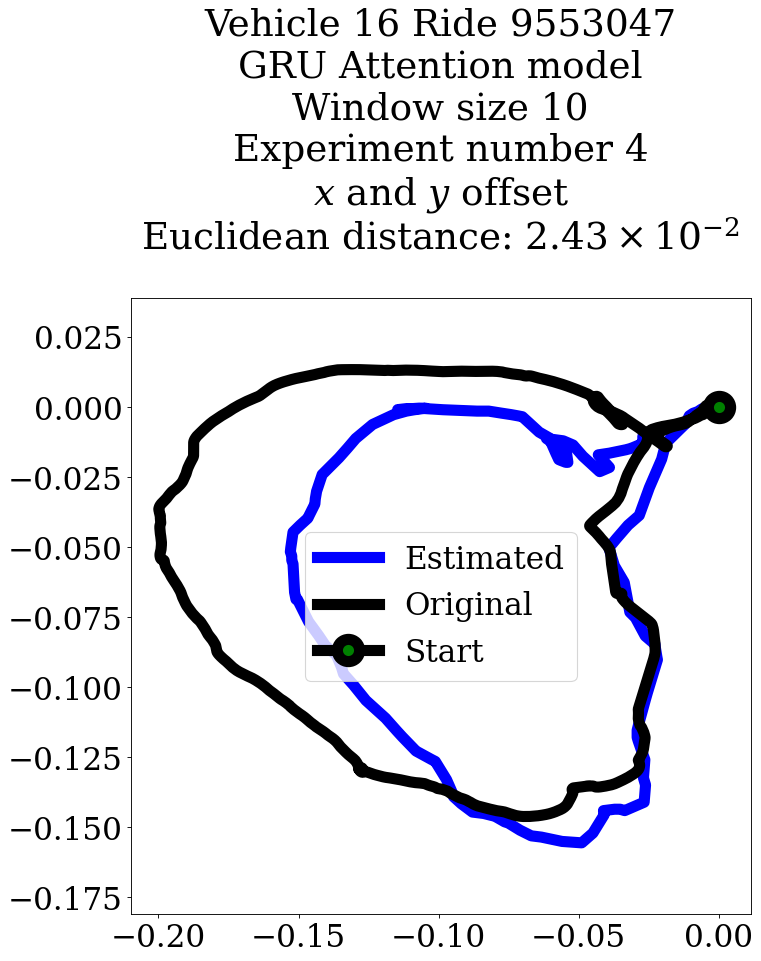 Vehicle 16 Ride 9553047
GRU Attention model
Window size 10
Experiment number 4
x and y offset
Euclidean distance: 2.43 × 10⁻²
0.025
0.000
−0.025
−0.050
−0.075
−0.100
−0.125
−0.150
−0.175
Estimated
Original
Start
−0.20 −0.15 −0.10 −0.05 0.00